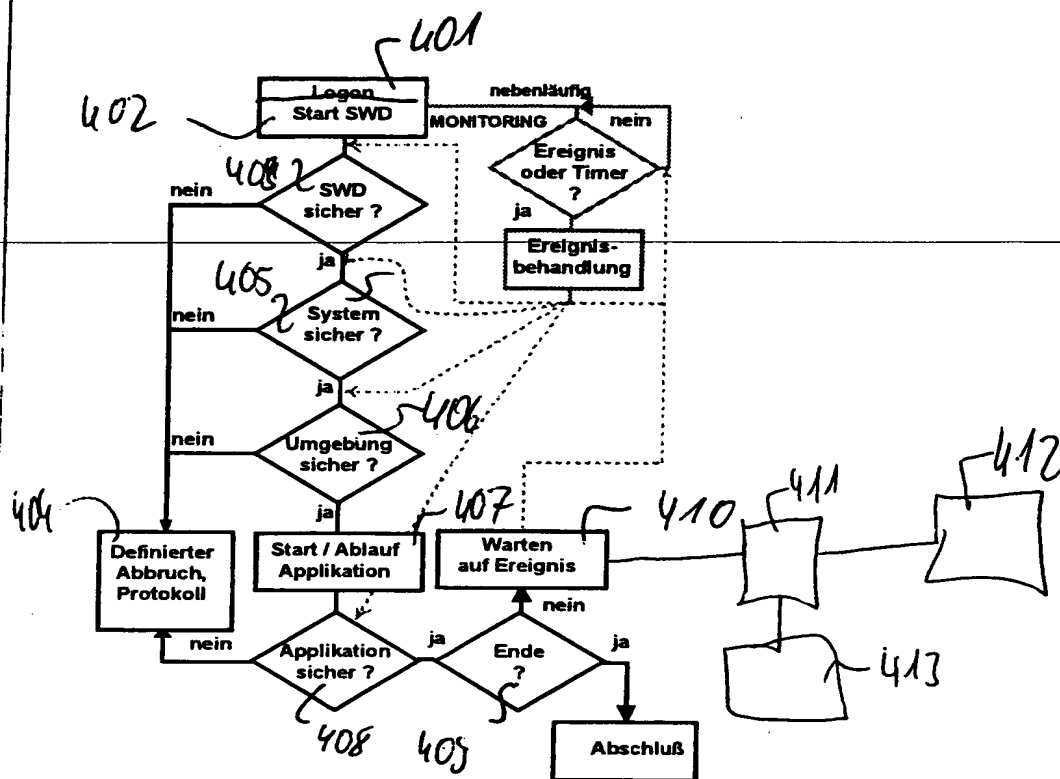 401
402
Logon
Start SWD
nebenläufig
MONITORING
nein
Ereignis
oder Timer
?
ja
Ereignis-
behandlung
nein
SWD
sicher ?
ja
405
nein
System
sicher ?
ja
406
nein
Umgebung
sicher ?
ja
404
Definierter
Abbruch,
Protokoll
407
Start / Ablauf
Applikation
410
Warten
auf Ereignis
411
412
413
nein
Applikation
sicher ?
408
ja
nein
Ende
?
409
ja
Abschluß